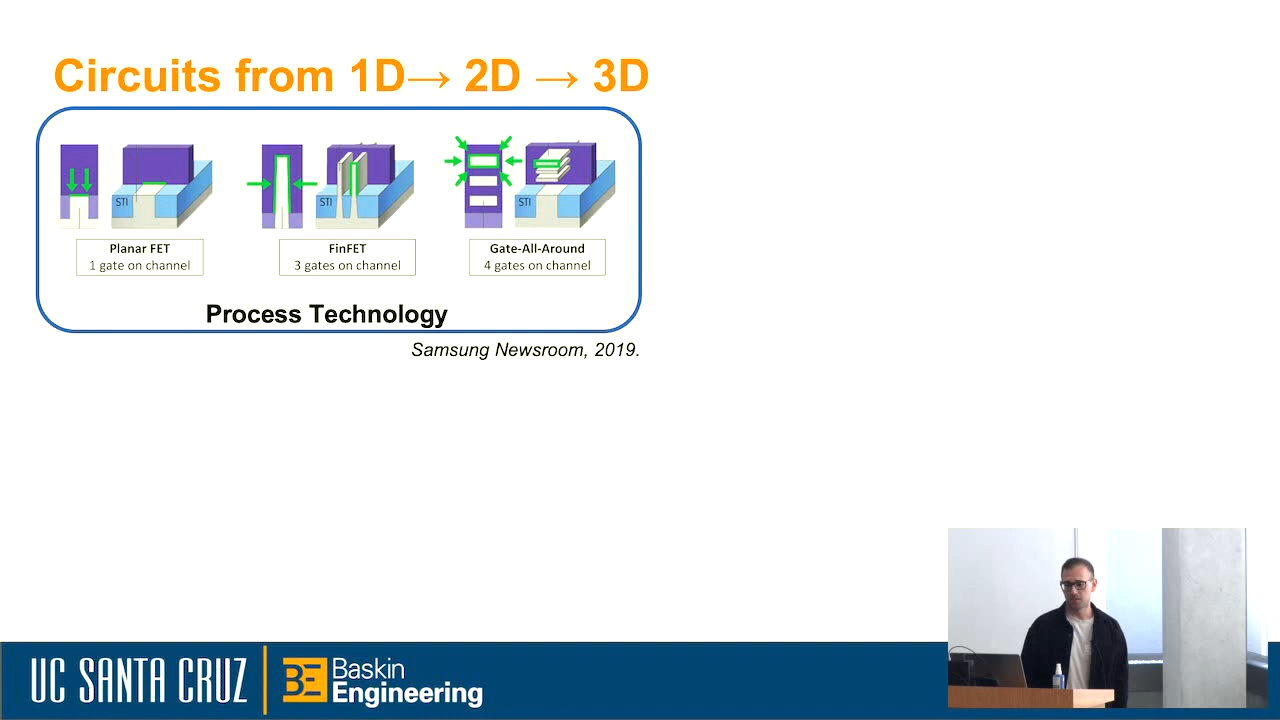 Circuits from 1D→ 2D → 3D
STI
STI
STI
Planar FET
1 gate on channel
FinFET
3 gates on channel
Gate-All-Around
4 gates on channel
Process Technology
Samsung Newsroom, 2019.
UC SANTA CRUZ
BE
Baskin
Engineering